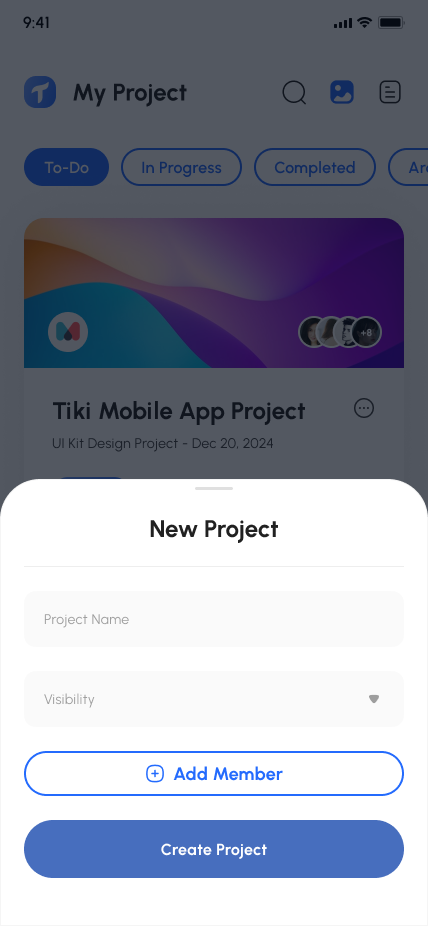 9:41
My Project
To-Do
In Progress
Completed
Ar
+8
Tiki Mobile App Project
UI Kit Design Project - Dec 20, 2024
New Project
Project Name
Visibility
Add Member
Create Project